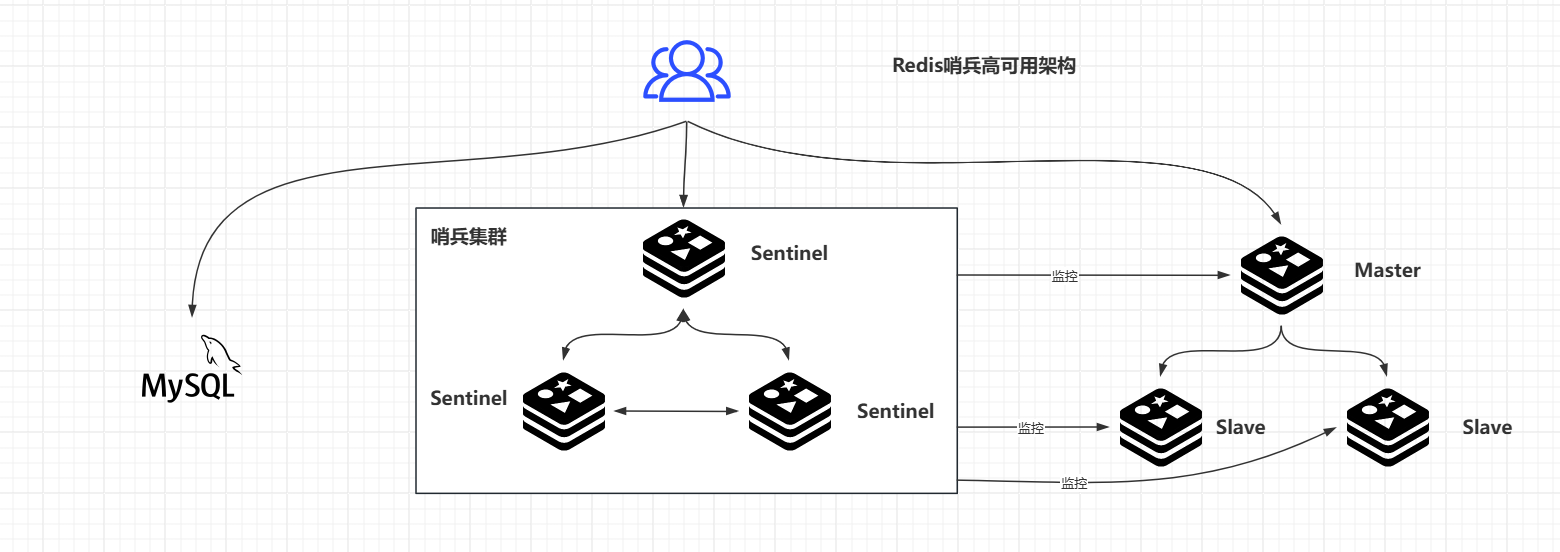 Redis哨兵高可用架构
哨兵集群
Sentinel
监控
Master
MySQL
Sentinel
Sentinel
监控
Slave
Slave
监控